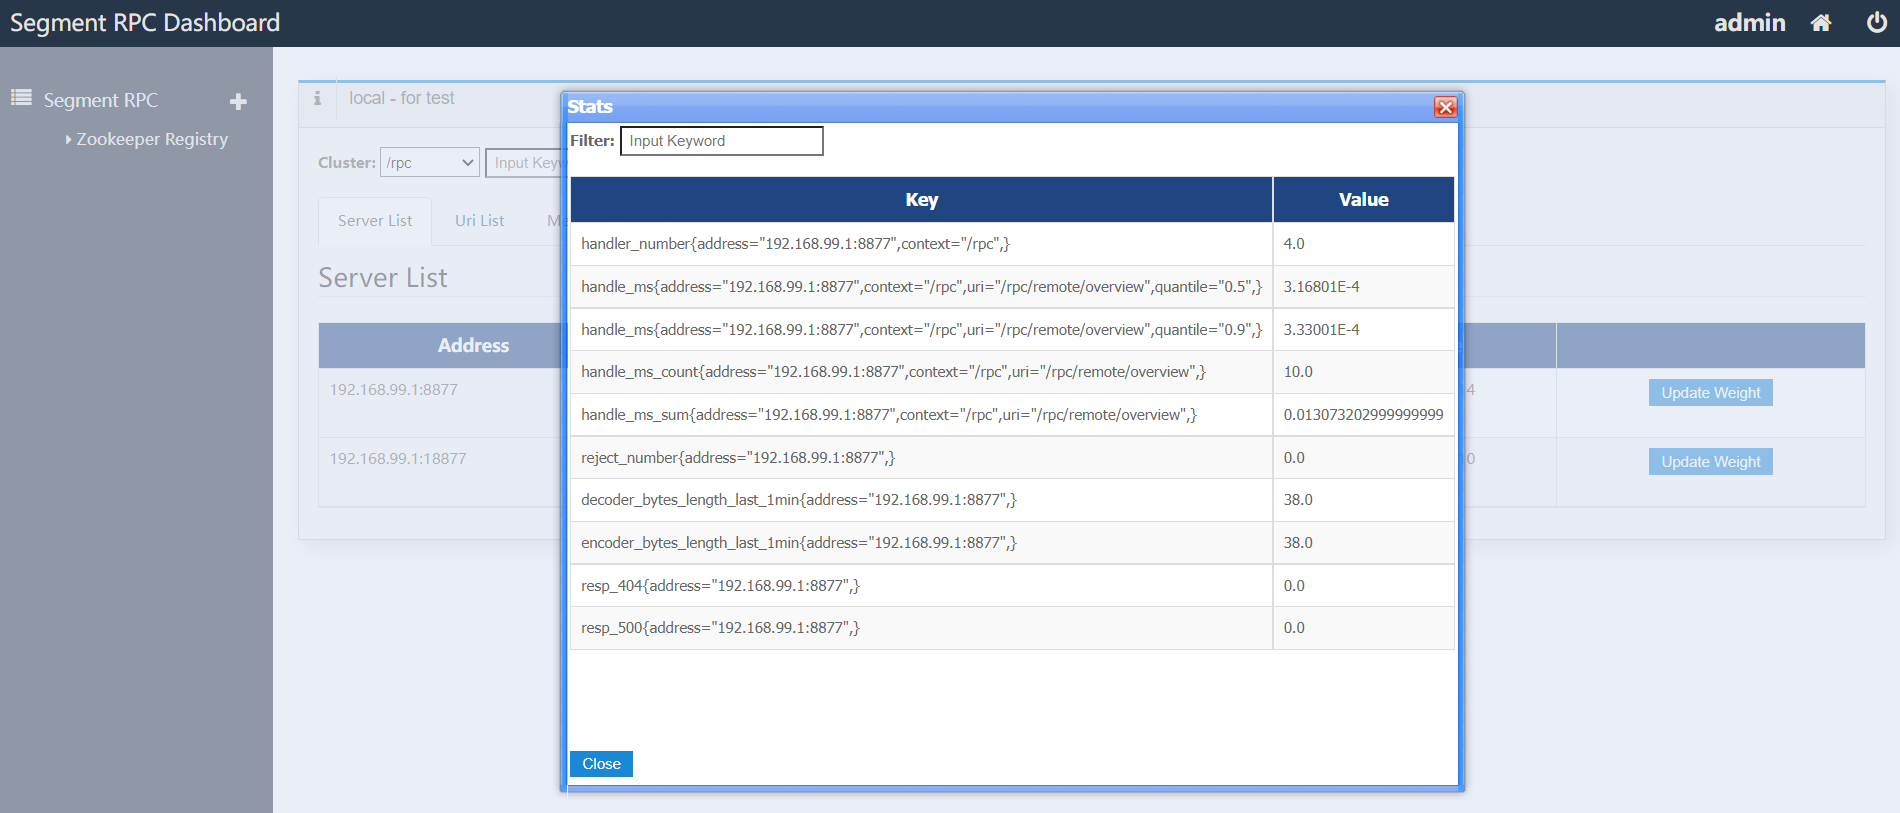 Segment RPC Dashboard
admin
Segment RPC
Zookeeper Registry
local - for test
Cluster: /rpc
Server List Uri List
Server List
Address
192.168.99.1:8877 Update Weight
192.168.99.1:18877 Update Weight
Stats
Filter: Input Keyword
Key Value
handler_number{address="192.168.99.1:8877",context="/rpc",} 4.0
handle_ms{address="192.168.99.1:8877",context="/rpc",uri="/rpc/remote/overview",quantile="0.5",} 3.16801E-4
handle_ms{address="192.168.99.1:8877",context="/rpc",uri="/rpc/remote/overview",quantile="0.9",} 3.33001E-4
handle_ms_count{address="192.168.99.1:8877",context="/rpc",uri="/rpc/remote/overview",} 10.0
handle_ms_sum{address="192.168.99.1:8877",context="/rpc",uri="/rpc/remote/overview",} 0.013073202999999999
reject_number{address="192.168.99.1:8877",} 0.0
decoder_bytes_length_last_1min{address="192.168.99.1:8877",} 38.0
encoder_bytes_length_last_1min{address="192.168.99.1:8877",} 38.0
resp_404{address="192.168.99.1:8877",} 0.0
resp_500{address="192.168.99.1:8877",} 0.0
Close